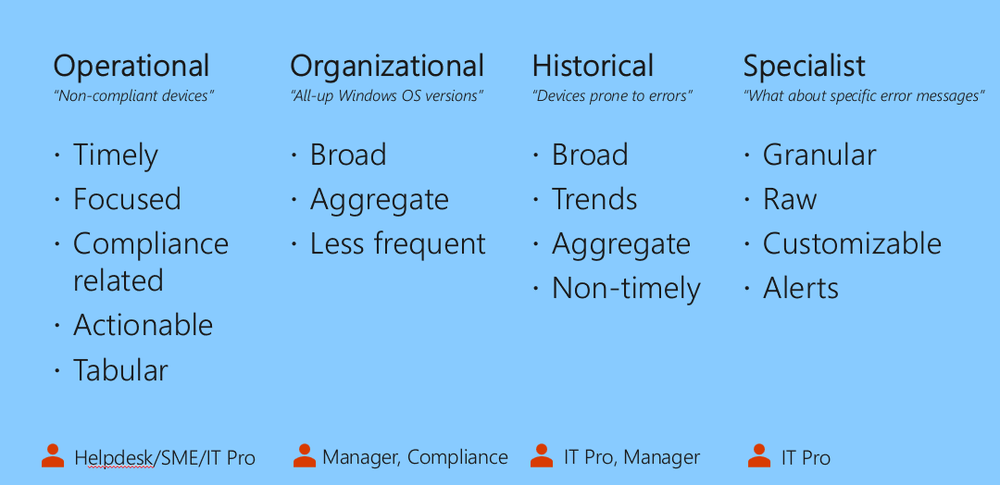 Operational
“Non-compliant devices”
· Timely
· Focused
· Compliance
related
· Actionable
· Tabular
Helpdesk/SME/IT Pro
Organizational
“All-up Windows OS versions”
· Broad
· Aggregate
· Less frequent
Manager, Compliance
Historical
“Devices prone to errors”
· Broad
· Trends
· Aggregate
· Non-timely
IT Pro, Manager
Specialist
“What about specific error messages”
· Granular
· Raw
· Customizable
· Alerts
IT Pro